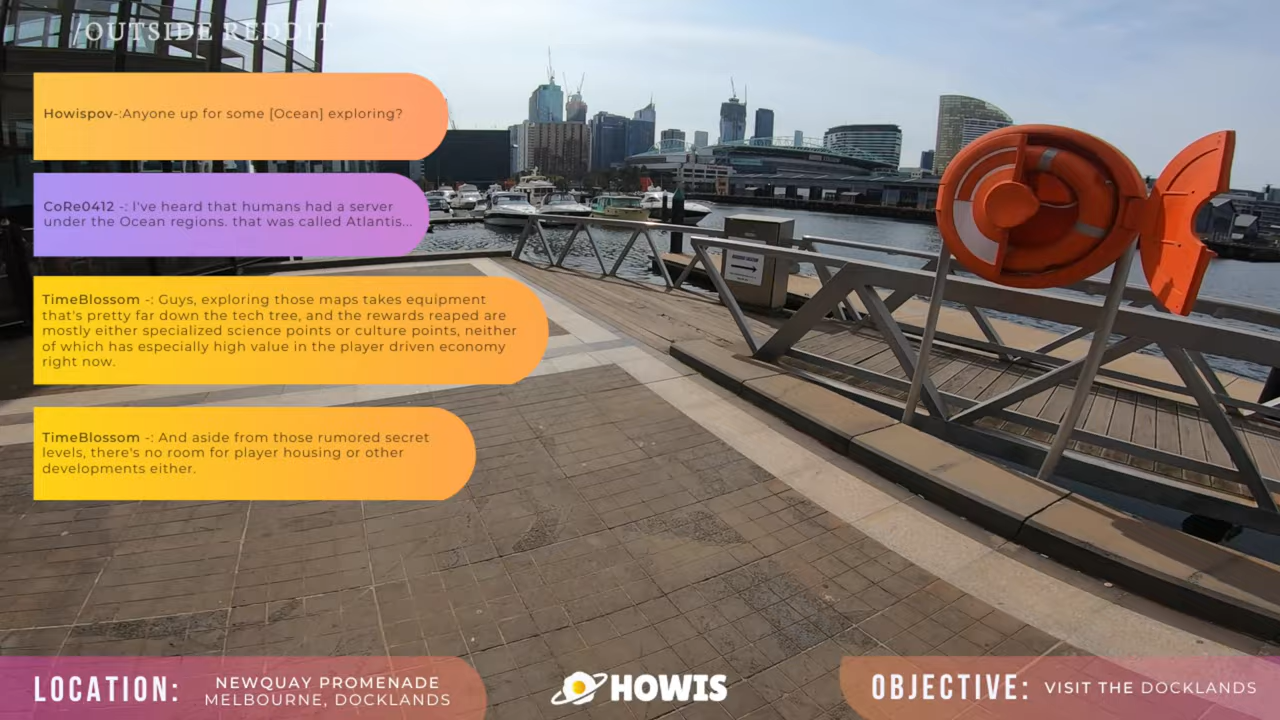 /OUTSIDE REDDIT
Howispov-:Anyone up for some [Ocean] exploring?
CoRe0412 -: I've heard that humans had a server
under the Ocean regions. that was called Atlantis...
TimeBlossom -: Guys, exploring those maps takes equipment
that's pretty far down the tech tree, and the rewards reaped are
mostly either specialized science points or culture points, neither
of which has especially high value in the player driven economy
right now.
TimeBlossom -: And aside from those rumored secret
levels, there's no room for player housing or other
developments either.
LOCATION:
NEWQUAY PROMENADE
MELBOURNE, DOCKLANDS
HOWIS
OBJECTIVE:
VISIT THE DOCKLANDS